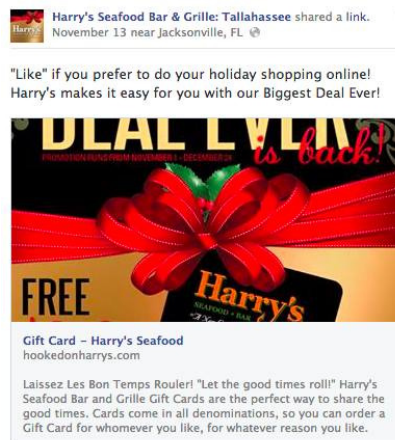 Harry's Seafood Bar & Grille: Tallahassee shared a link.
November 13 near Jacksonville, FL
"Like" if you prefer to do your holiday shopping online!
Harry's makes it easy for you with our Biggest Deal Ever!
DEAL EVER
PROMOTION RUNS FROM NOVEMBER 1 - DECEMBER 24
is back!
FREE
Harry's
SEAFOOD • BAR
Gift Card – Harry's Seafood
hookedonharrys.com
Laissez Les Bon Temps Rouler! "Let the good times roll!" Harry's
Seafood Bar and Grille Gift Cards are the perfect way to share the
good times. Cards come in all denominations, so you can order a
Gift Card for whomever you like, for whatever reason you like.